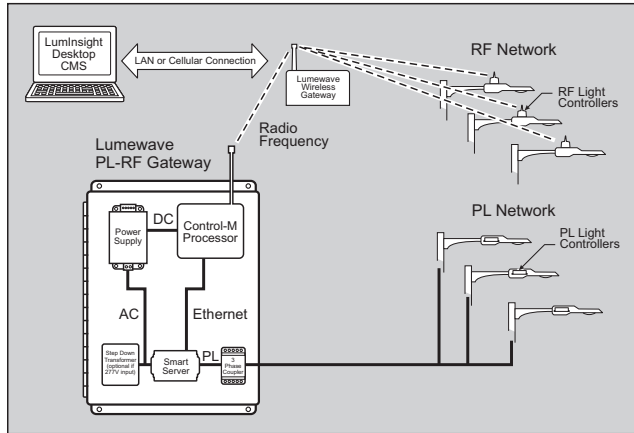 LumInsight
Desktop
CMS
LAN or Cellular Connection
Lumewave
Wireless
Gateway
RF Network
RF Light
Controllers
Radio
Frequency
Lumewave
PL-RF Gateway
Power
Supply
DC
Control-M
Processor
AC
Ethernet
Step Down
Transformer
(optional if
277V input)
Smart
Server
PL
3
Phase
Coupler
PL Network
PL Light
Controllers